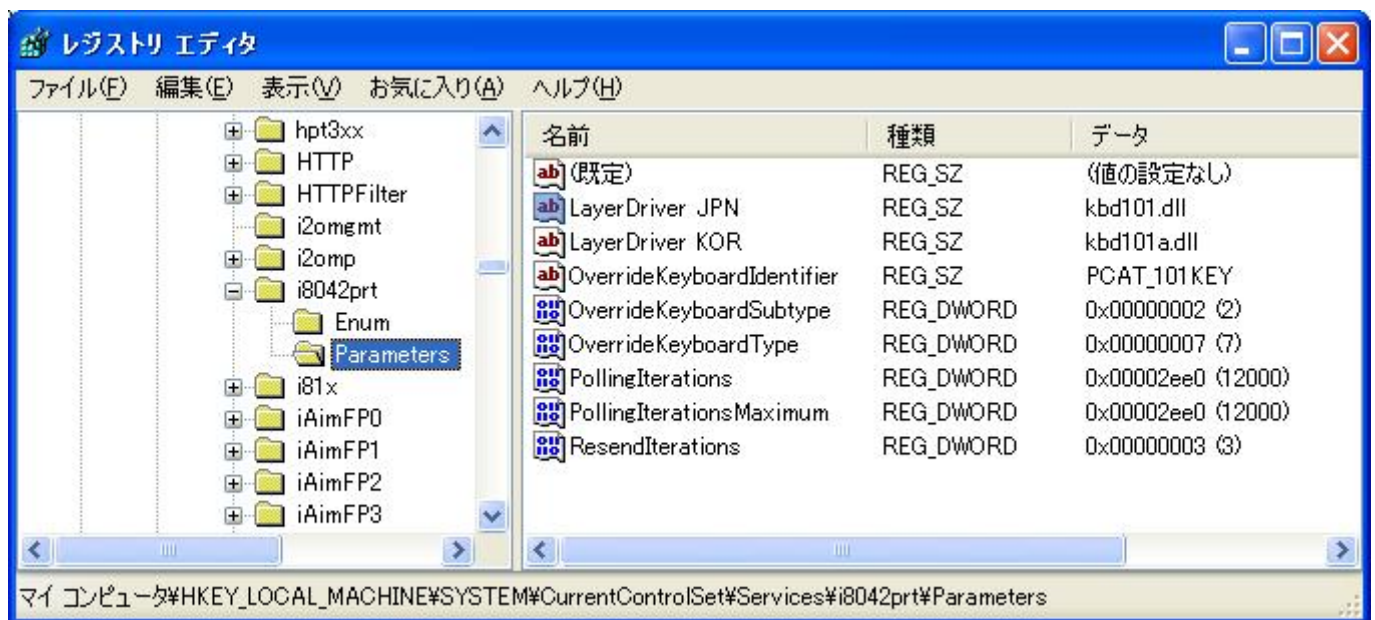 レジストリ エディタ
ファイル(F) 編集(E) 表示(V) お気に入り(A) ヘルプ(H)
hpt3xx
HTTP
HTTPFilter
i2omgmt
i2omp
i8042prt
Enum
Parameters
i81x
iAimFP0
iAimFP1
iAimFP2
iAimFP3
名前 種類 データ
(既定) REG_SZ (値の設定なし)
LayerDriver JPN REG_SZ kbd101.dll
LayerDriver KOR REG_SZ kbd101a.dll
OverrideKeyboardIdentifier REG_SZ PCAT_101KEY
OverrideKeyboardSubtype REG_DWORD 0x00000002 (2)
OverrideKeyboardType REG_DWORD 0x00000007 (7)
PollingIterations REG_DWORD 0x00002ee0 (12000)
PollingIterationsMaximum REG_DWORD 0x00002ee0 (12000)
ResendIterations REG_DWORD 0x00000003 (3)
マイ コンピュータ¥HKEY_LOCAL_MACHINE¥SYSTEM¥CurrentControlSet¥Services¥i8042prt¥Parameters